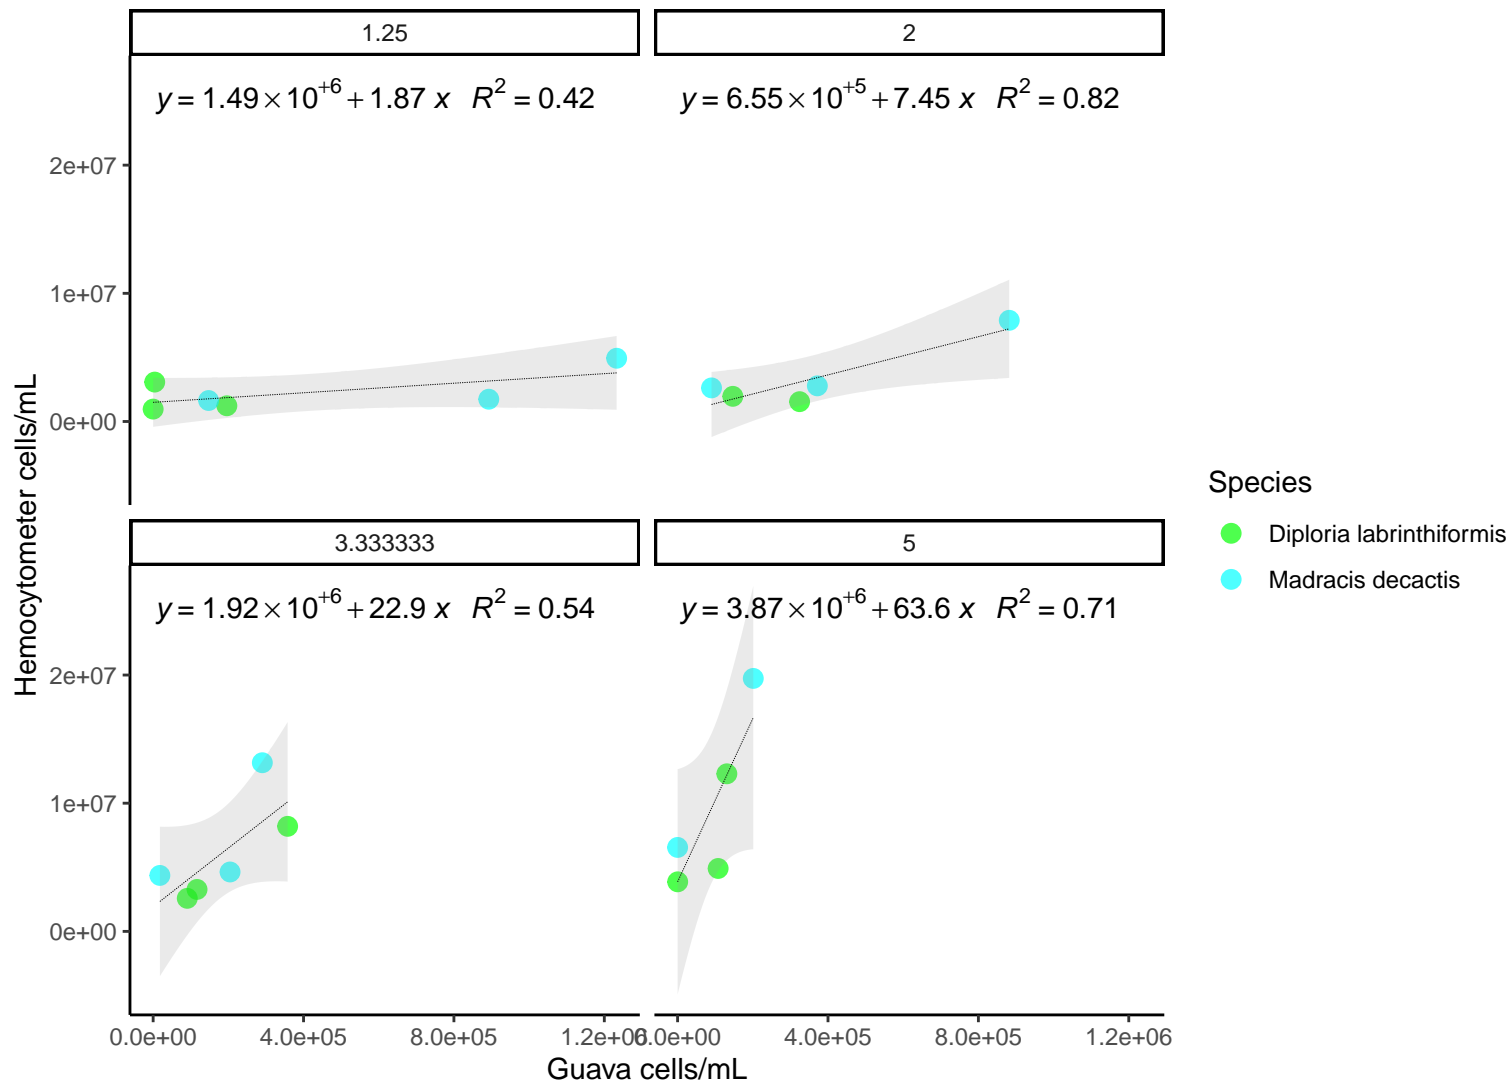 1.25
2
y = 1.49 × 10^+6 + 1.87 x R^2 = 0.42
y = 6.55 × 10^+5 + 7.45 x R^2 = 0.82
2e+07
1e+07
0e+00
3.333333
5
y = 1.92 × 10^+6 + 22.9 x R^2 = 0.54
y = 3.87 × 10^+6 + 63.6 x R^2 = 0.71
2e+07
1e+07
0e+00
0.0e+00 4.0e+05 8.0e+05 1.2e+06
0.0e+00 4.0e+05 8.0e+05 1.2e+06
Guava cells/mL
Hemocytometer cells/mL
Species
Diploria labrinthiformis
Madracis decactis